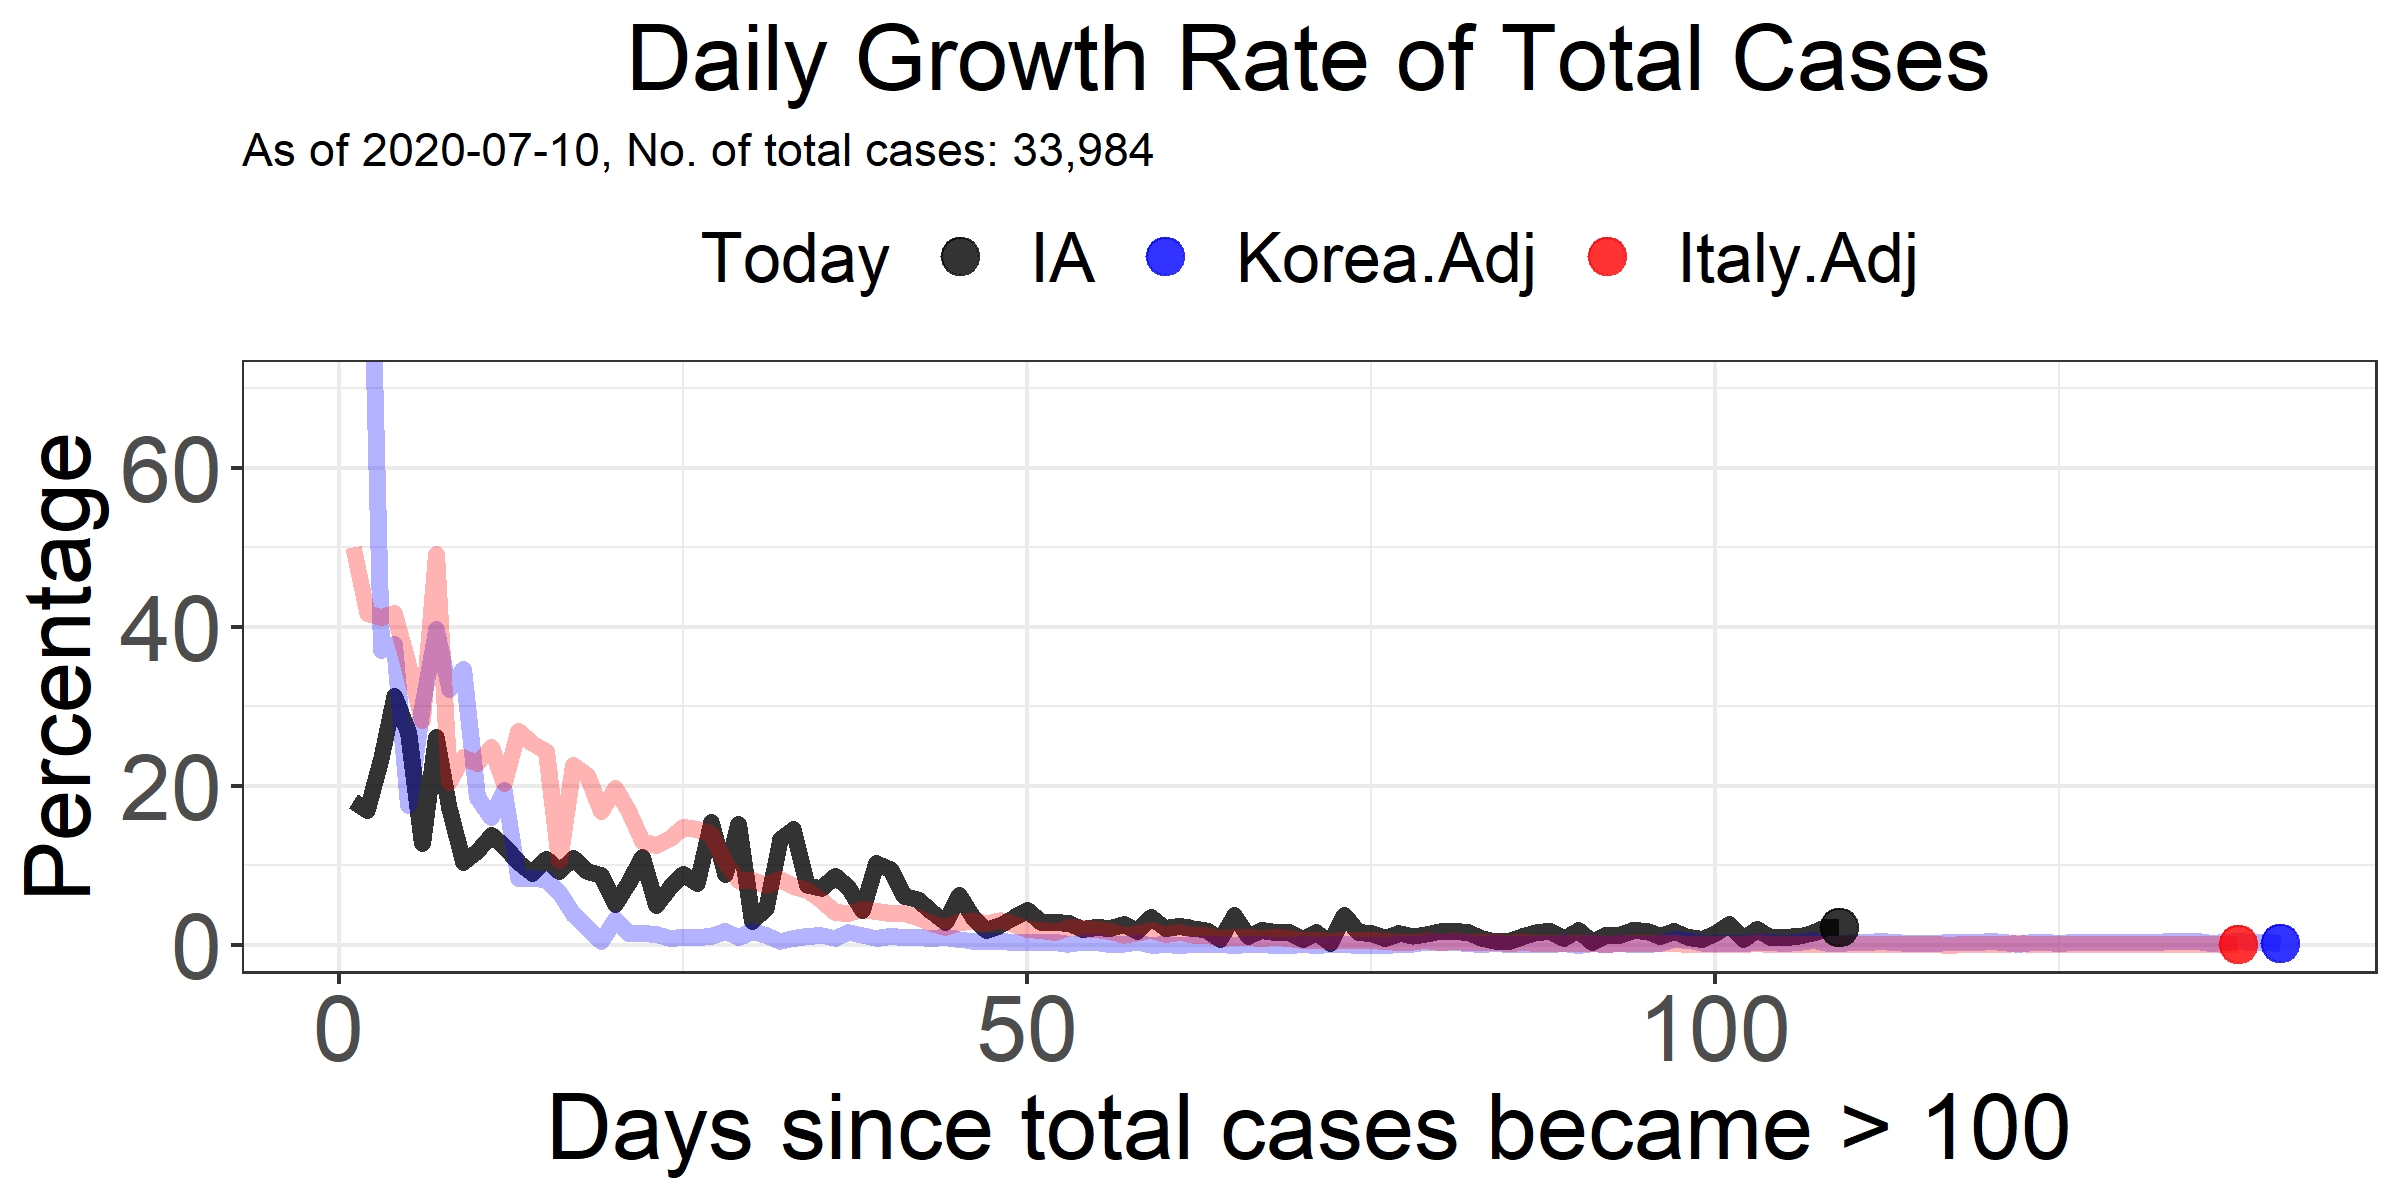 Daily Growth Rate of Total Cases
As of 2020-07-10, No. of total cases: 33,984
Today IA Korea.Adj Italy.Adj
Percentage
60
40
20
0
0 50 100
Days since total cases became > 100